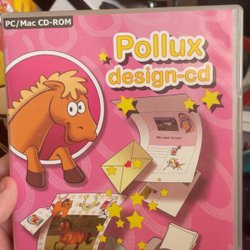 PC/Mac CD-ROM
Pollux
design-cd